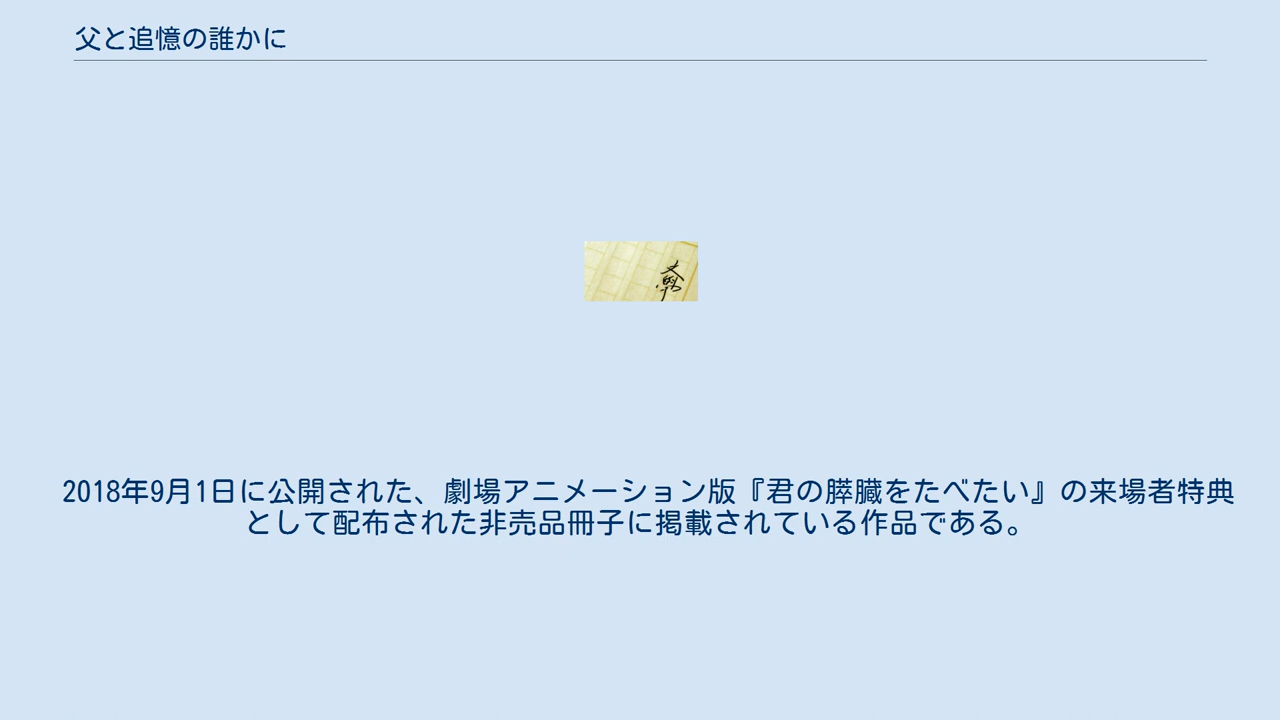 父と追憶の誰かに
2018年9月1日に公開された、劇場アニメーション版『君の膵臓をたべたい』の来場者特典
として配布された非売品冊子に掲載されている作品である。